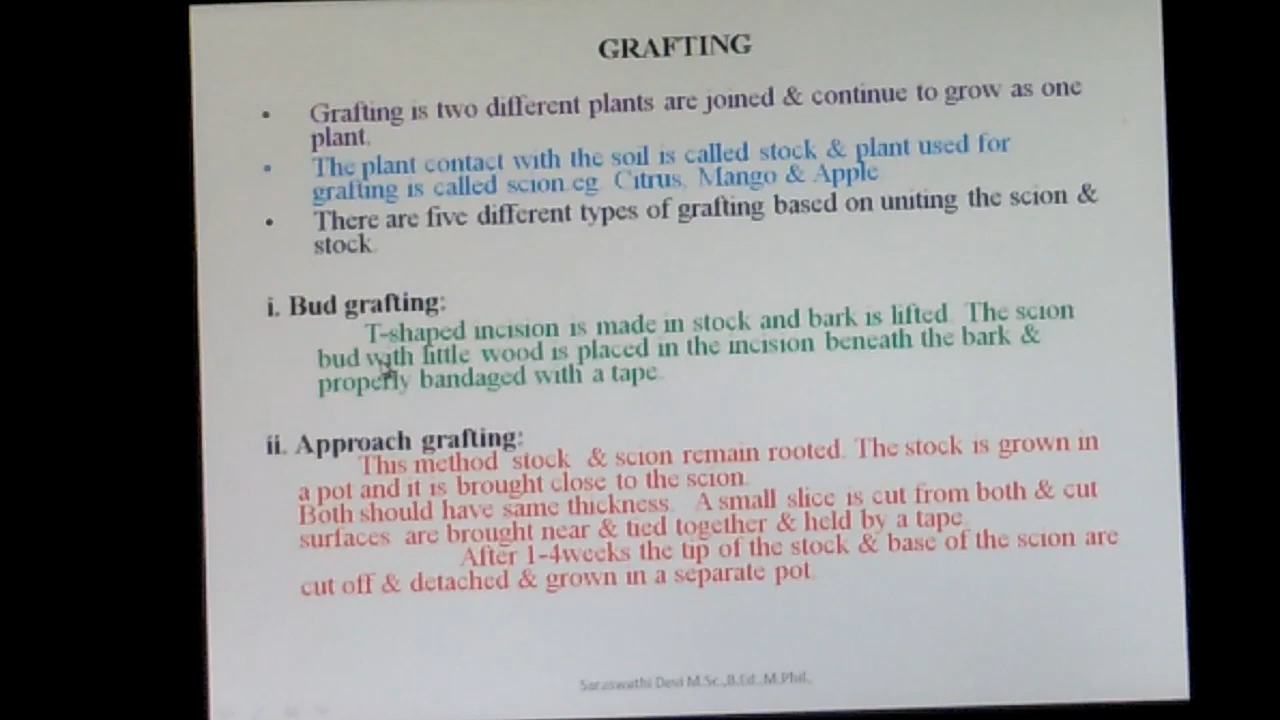 GRAFTING
• Grafting is two different plants are joined & continue to grow as one
plant.
• The plant contact with the soil is called stock & plant used for
grafting is called scion.eg. Citrus, Mango & Apple
• There are five different types of grafting based on uniting the scion &
stock.
i. Bud grafting:
T-shaped incision is made in stock and bark is lifted. The scion
bud with little wood is placed in the incision beneath the bark &
properly bandaged with a tape.
ii. Approach grafting:
This method stock & scion remain rooted. The stock is grown in
a pot and it is brought close to the scion.
Both should have same thickness. A small slice is cut from both & cut
surfaces are brought near & tied together & held by a tape.
After 1-4weeks the tip of the stock & base of the scion are
cut off & detached & grown in a separate pot.
Saraswathi Devi M.Sc.,B.Ed.,M.Phil.,